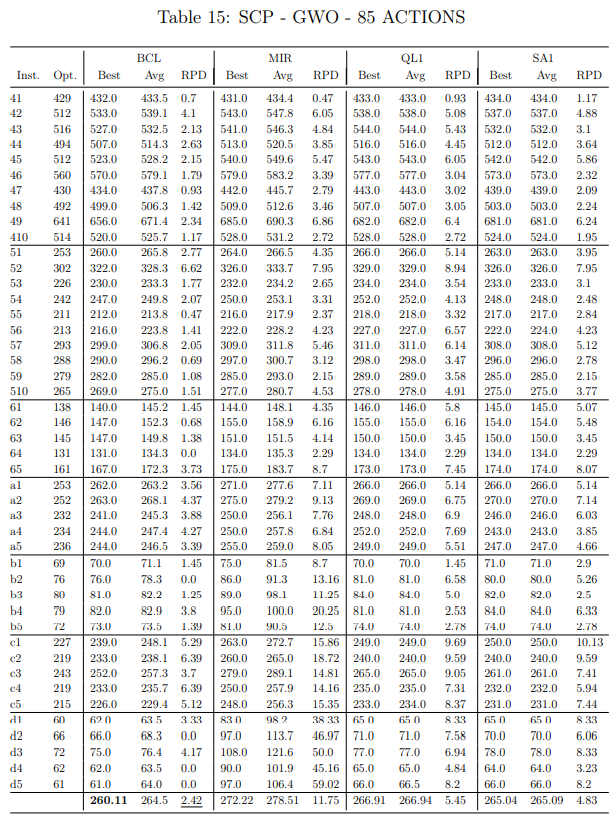 Table 15: SCP - GWO - 85 ACTIONS
BCL MIR QL1 SA1
Inst. Opt. Best Avg RPD Best Avg RPD Best Avg RPD Best Avg RPD
41 429 432.0 433.5 0.7 431.0 434.4 0.47 433.0 433.0 0.93 434.0 434.0 1.17
42 512 533.0 539.1 4.1 543.0 547.8 6.05 538.0 538.0 5.08 537.0 537.0 4.88
43 516 527.0 532.5 2.13 541.0 546.3 4.84 544.0 544.0 5.43 532.0 532.0 3.1
44 494 507.0 514.3 2.63 513.0 520.5 3.85 516.0 516.0 4.45 512.0 512.0 3.64
45 512 523.0 528.2 2.15 540.0 549.6 5.47 543.0 543.0 6.05 542.0 542.0 5.86
46 560 570.0 579.1 1.79 579.0 583.2 3.39 577.0 577.0 3.04 573.0 573.0 2.32
47 430 434.0 437.8 0.93 442.0 445.7 2.79 443.0 443.0 3.02 439.0 439.0 2.09
48 492 499.0 506.3 1.42 509.0 512.6 3.46 507.0 507.0 3.05 503.0 503.0 2.24
49 641 656.0 671.4 2.34 685.0 690.3 6.86 682.0 682.0 6.4 681.0 681.0 6.24
410 514 520.0 525.7 1.17 528.0 531.2 2.72 528.0 528.0 2.72 524.0 524.0 1.95
51 253 260.0 265.8 2.77 264.0 266.5 4.35 266.0 266.0 5.14 263.0 263.0 3.95
52 302 322.0 328.3 6.62 326.0 333.7 7.95 329.0 329.0 8.94 326.0 326.0 7.95
53 226 230.0 233.3 1.77 232.0 234.2 2.65 234.0 234.0 3.54 233.0 233.0 3.1
54 242 247.0 249.8 2.07 250.0 253.1 3.31 252.0 252.0 4.13 248.0 248.0 2.48
55 211 212.0 213.8 0.47 216.0 217.9 2.37 218.0 218.0 3.32 217.0 217.0 2.84
56 213 216.0 223.8 1.41 222.0 228.2 4.23 227.0 227.0 6.57 222.0 224.0 4.23
57 293 299.0 306.8 2.05 309.0 311.8 5.46 311.0 311.0 6.14 308.0 308.0 5.12
58 288 290.0 296.2 0.69 297.0 300.7 3.12 298.0 298.0 3.47 296.0 296.0 2.78
59 279 282.0 285.0 1.08 285.0 293.0 2.15 289.0 289.0 3.58 285.0 285.0 2.15
510 265 269.0 275.0 1.51 277.0 280.7 4.53 278.0 278.0 4.91 275.0 275.0 3.77
61 138 140.0 145.2 1.45 144.0 148.1 4.35 146.0 146.0 5.8 145.0 145.0 5.07
62 146 147.0 152.3 0.68 155.0 158.9 6.16 155.0 155.0 6.16 154.0 154.0 5.48
63 145 147.0 149.8 1.38 151.0 151.5 4.14 150.0 150.0 3.45 150.0 150.0 3.45
64 131 131.0 134.3 0.0 134.0 135.3 2.29 134.0 134.0 2.29 134.0 134.0 2.29
65 161 167.0 172.3 3.73 175.0 183.7 8.7 173.0 173.0 7.45 174.0 174.0 8.07
a1 253 262.0 263.2 3.56 271.0 277.6 7.11 266.0 266.0 5.14 266.0 266.0 5.14
a2 252 263.0 268.1 4.37 275.0 279.2 9.13 269.0 269.0 6.75 270.0 270.0 7.14
a3 232 241.0 245.3 3.88 250.0 256.1 7.76 248.0 248.0 6.9 246.0 246.0 6.03
a4 234 244.0 247.4 4.27 250.0 257.8 6.84 252.0 252.0 7.69 243.0 243.0 3.85
a5 236 244.0 246.5 3.39 255.0 259.0 8.05 249.0 249.0 5.51 247.0 247.0 4.66
b1 69 70.0 71.1 1.45 75.0 81.5 8.7 70.0 70.0 1.45 71.0 71.0 2.9
b2 76 76.0 78.3 0.0 86.0 91.3 13.16 81.0 81.0 6.58 80.0 80.0 5.26
b3 80 81.0 82.2 1.25 89.0 98.1 11.25 84.0 84.0 5.0 82.0 82.0 2.5
b4 79 82.0 82.9 3.8 95.0 100.0 20.25 81.0 81.0 2.53 84.0 84.0 6.33
b5 72 73.0 73.5 1.39 81.0 90.5 12.5 74.0 74.0 2.78 74.0 74.0 2.78
c1 227 239.0 248.1 5.29 263.0 272.7 15.86 249.0 249.0 9.69 250.0 250.0 10.13
c2 219 233.0 238.1 6.39 260.0 265.0 18.72 240.0 240.0 9.59 240.0 240.0 9.59
c3 243 252.0 257.3 3.7 279.0 289.1 14.81 265.0 265.0 9.05 261.0 261.0 7.41
c4 219 233.0 235.7 6.39 250.0 257.9 14.16 235.0 235.0 7.31 232.0 232.0 5.94
c5 215 226.0 229.4 5.12 248.0 256.3 15.35 233.0 234.0 8.37 231.0 231.0 7.44
d1 60 62.0 63.5 3.33 83.0 98.2 38.33 65.0 65.0 8.33 65.0 65.0 8.33
d2 66 66.0 68.3 0.0 97.0 113.7 46.97 71.0 71.0 7.58 70.0 70.0 6.06
d3 72 75.0 76.4 4.17 108.0 121.6 50.0 77.0 77.0 6.94 78.0 78.0 8.33
d4 62 62.0 63.5 0.0 90.0 101.9 45.16 65.0 65.0 4.84 64.0 64.0 3.23
d5 61 61.0 64.0 0.0 97.0 106.4 59.02 66.0 66.5 8.2 66.0 66.0 8.2
260.11 264.5 2.42 272.22 278.51 11.75 266.91 266.94 5.45 265.04 265.09 4.83